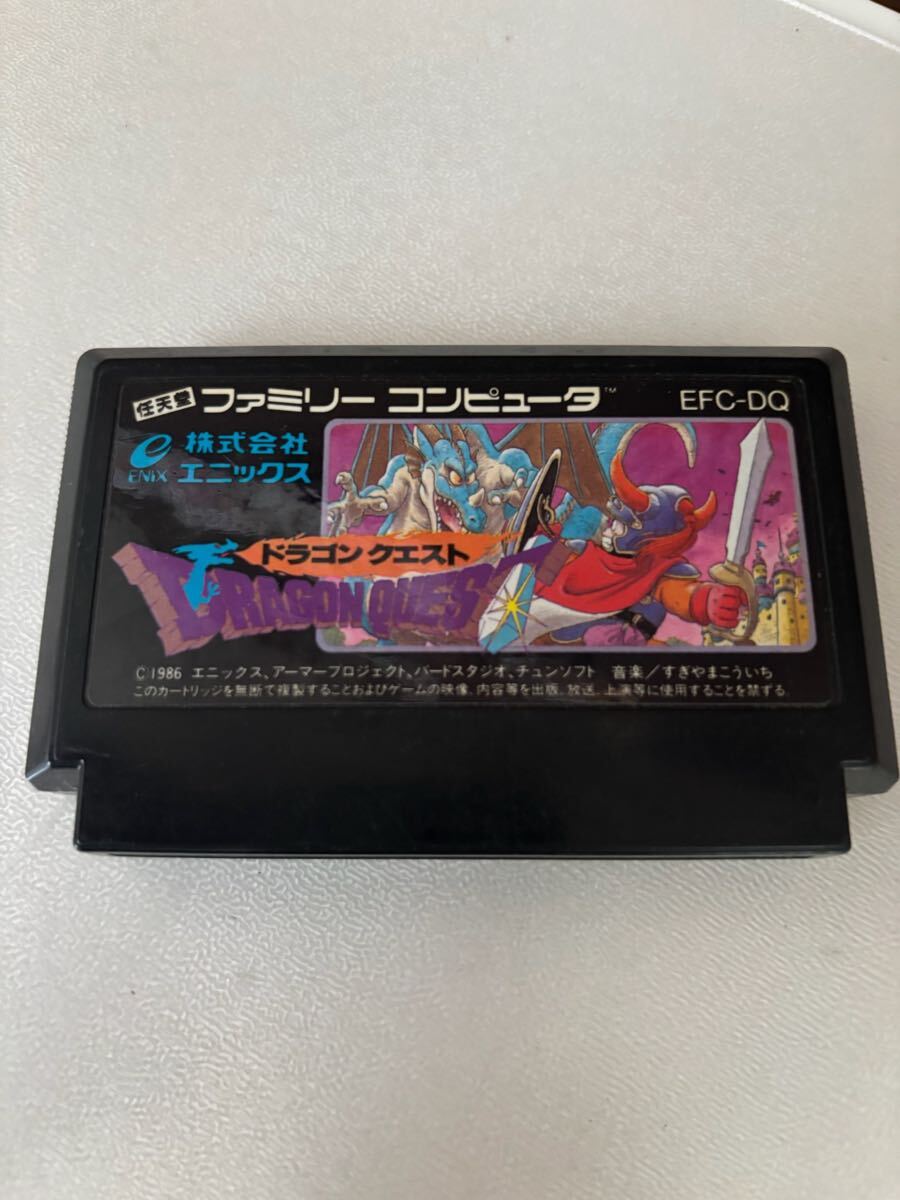 任天堂 ファミリー コンピュータ™ EFC-DQ
ENIX 株式会社
エニックス
ドラゴンクエスト
DRAGON QUEST
©1986 エニックス、アーマープロジェクト、バードスタジオ、チュンソフト 音楽/すぎやまこういち
このカートリッジを無断で複製することおよびゲームの映像、内容等を出版、放送、上演等に使用することを禁ずる。